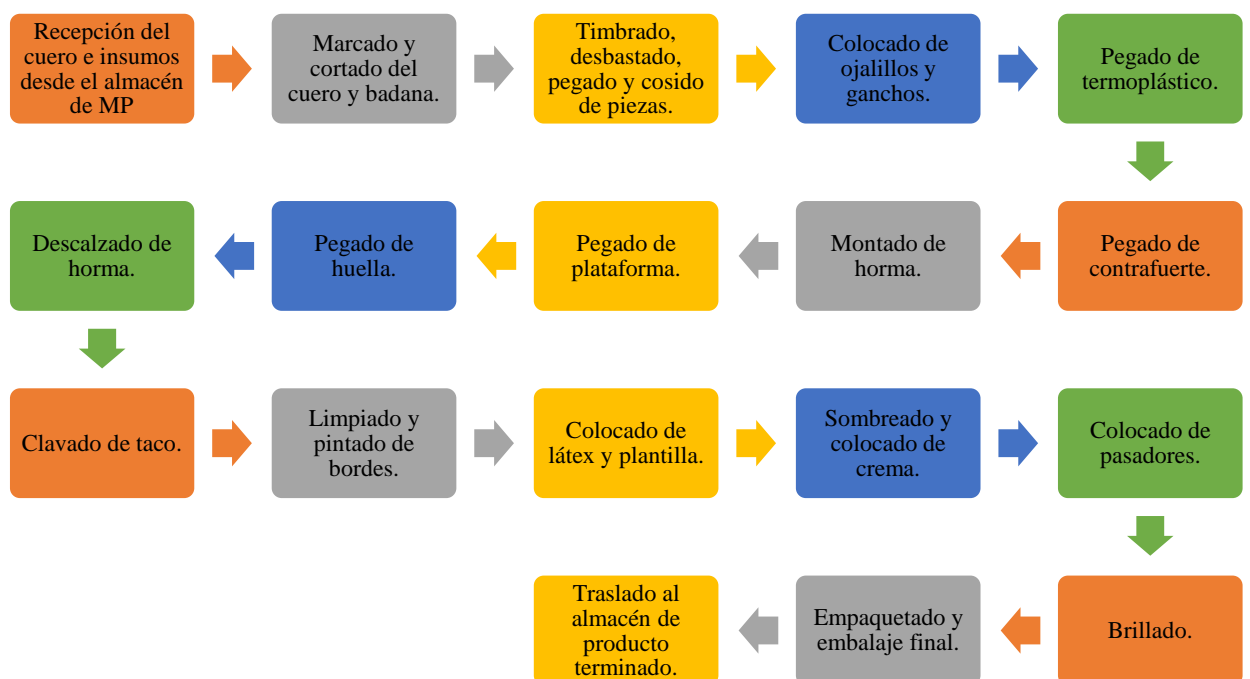 Recepción del
cuero e insumos
desde el almacén
de MP
Marcado y
cortado del
cuero y badana.
Timbrado,
desbastado,
pegado y cosido
de piezas.
Colocado de
ojalillos y
ganchos.
Pegado de
termoplástico.
Pegado de
contrafuerte.
Montado de
horma.
Pegado de
plataforma.
Pegado de
huella.
Descalzado de
horma.
Clavado de taco.
Limpiado y
pintado de
bordes.
Colocado de
látex y plantilla.
Sombreado y
colocado de
crema.
Colocado de
pasadores.
Brillado.
Empaquetado y
embalaje final.
Traslado al
almacén de
producto
terminado.